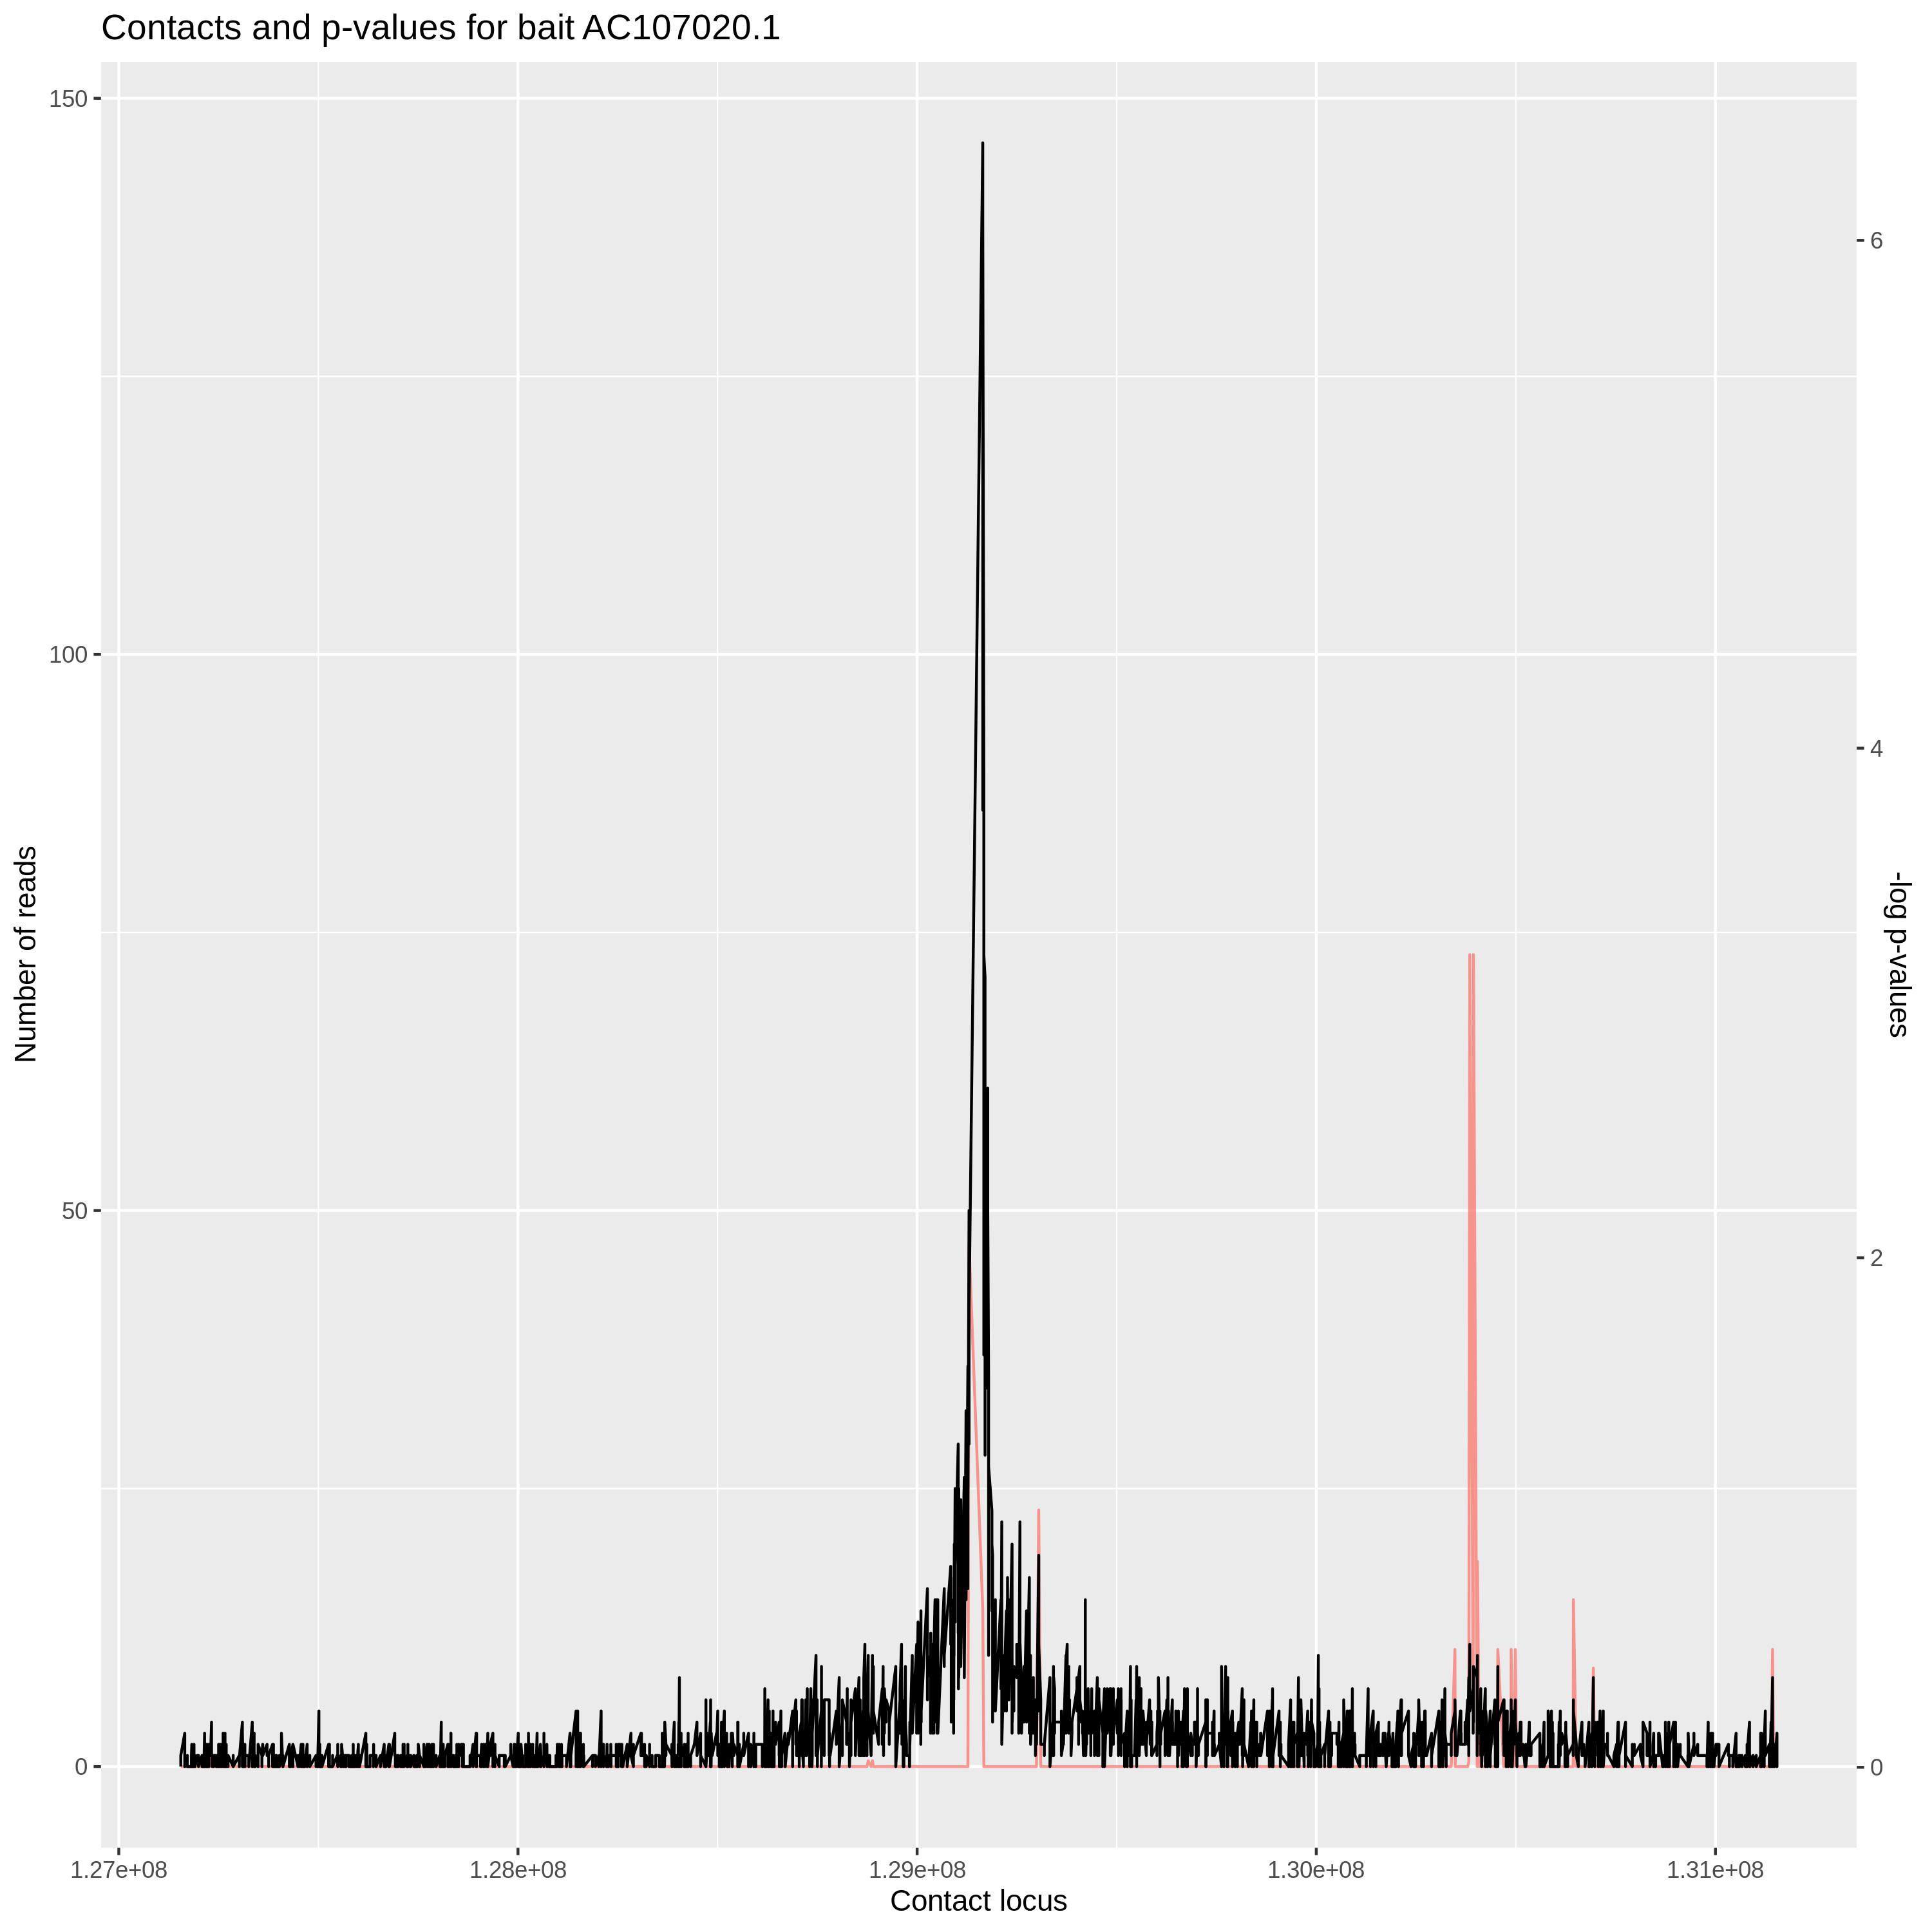 Contacts and p-values for bait AC107020.1
150
100
50
0
Number of reads
6
4
2
0
-log p-values
1.27e+08 1.28e+08 1.29e+08 1.30e+08 1.31e+08
Contact locus